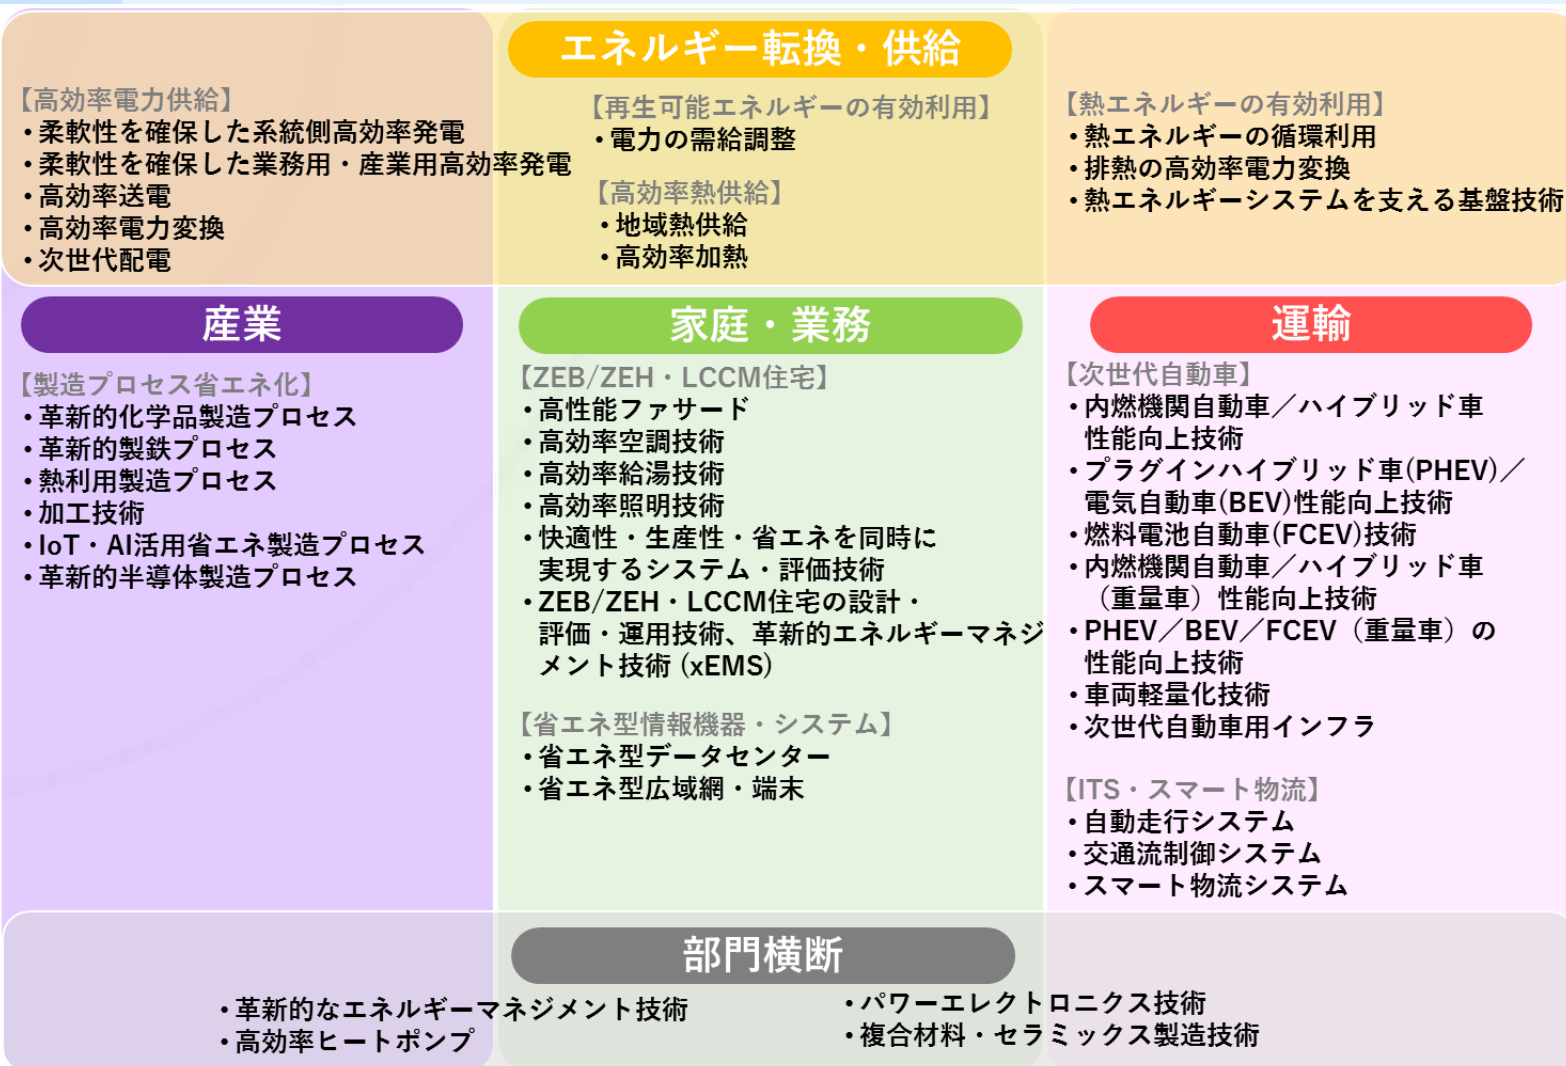 エネルギー転換・供給
【高効率電力供給】
・柔軟性を確保した系統側高効率発電
・柔軟性を確保した業務用・産業用高効率発電
・高効率送電
・高効率電力変換
・次世代配電
【再生可能エネルギーの有効利用】
・電力の需給調整
【高効率熱供給】
・地域熱供給
・高効率加熱
【熱エネルギーの有効利用】
・熱エネルギーの循環利用
・排熱の高効率電力変換
・熱エネルギーシステムを支える基盤技術
産業
【製造プロセス省エネ化】
・革新的化学品製造プロセス
・革新的製鉄プロセス
・熱利用製造プロセス
・加工技術
・IoT・AI活用省エネ製造プロセス
・革新的半導体製造プロセス
家庭・業務
【ZEB/ZEH・LCCM住宅】
・高性能ファサード
・高効率空調技術
・高効率給湯技術
・高効率照明技術
・快適性・生産性・省エネを同時に
実現するシステム・評価技術
・ZEB/ZEH・LCCM住宅の設計・
評価・運用技術、革新的エネルギーマネジ
メント技術 (xEMS)
【省エネ型情報機器・システム】
・省エネ型データセンター
・省エネ型広域網・端末
運輸
【次世代自動車】
・内燃機関自動車／ハイブリッド車
性能向上技術
・プラグインハイブリッド車(PHEV)／
電気自動車(BEV)性能向上技術
・燃料電池自動車(FCEV)技術
・内燃機関自動車／ハイブリッド車
（重量車）性能向上技術
・PHEV／BEV／FCEV（重量車）の
性能向上技術
・車両軽量化技術
・次世代自動車用インフラ
【ITS・スマート物流】
・自動走行システム
・交通流制御システム
・スマート物流システム
部門横断
・革新的なエネルギーマネジメント技術
・高効率ヒートポンプ
・パワーエレクトロニクス技術
・複合材料・セラミックス製造技術